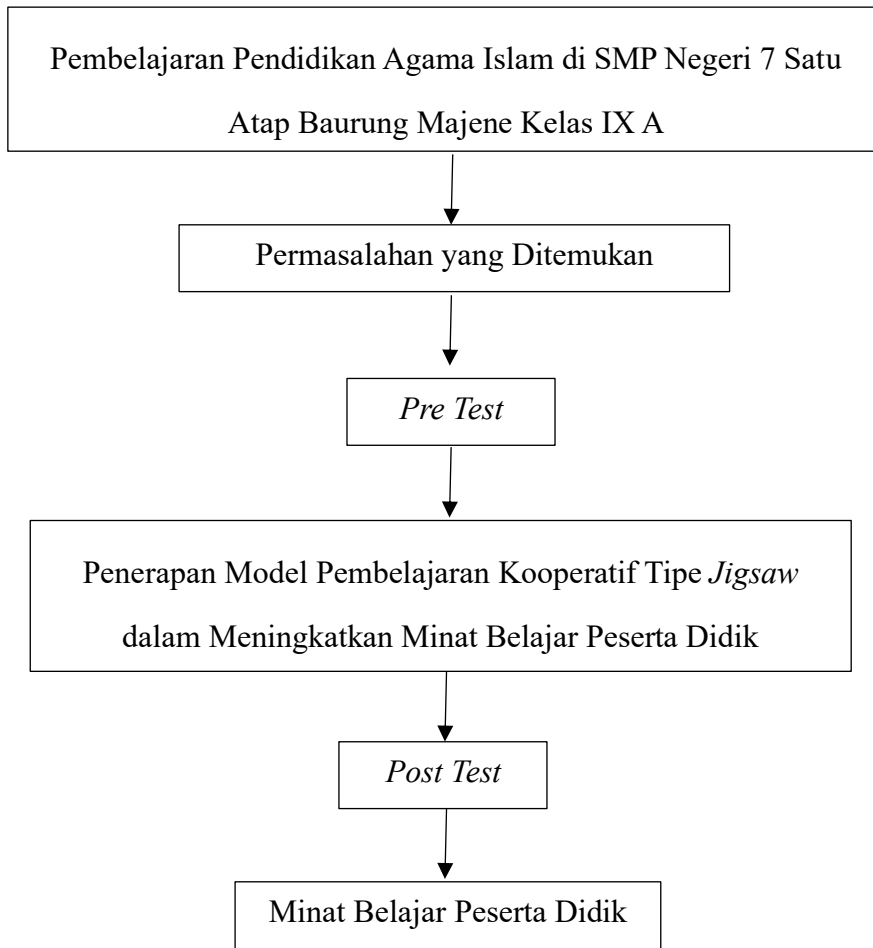 Pembelajaran Pendidikan Agama Islam di SMP Negeri 7 Satu
Atap Baurung Majene Kelas IX A
Permasalahan yang Ditemukan
Pre Test
Penerapan Model Pembelajaran Kooperatif Tipe Jigsaw
dalam Meningkatkan Minat Belajar Peserta Didik
Post Test
Minat Belajar Peserta Didik